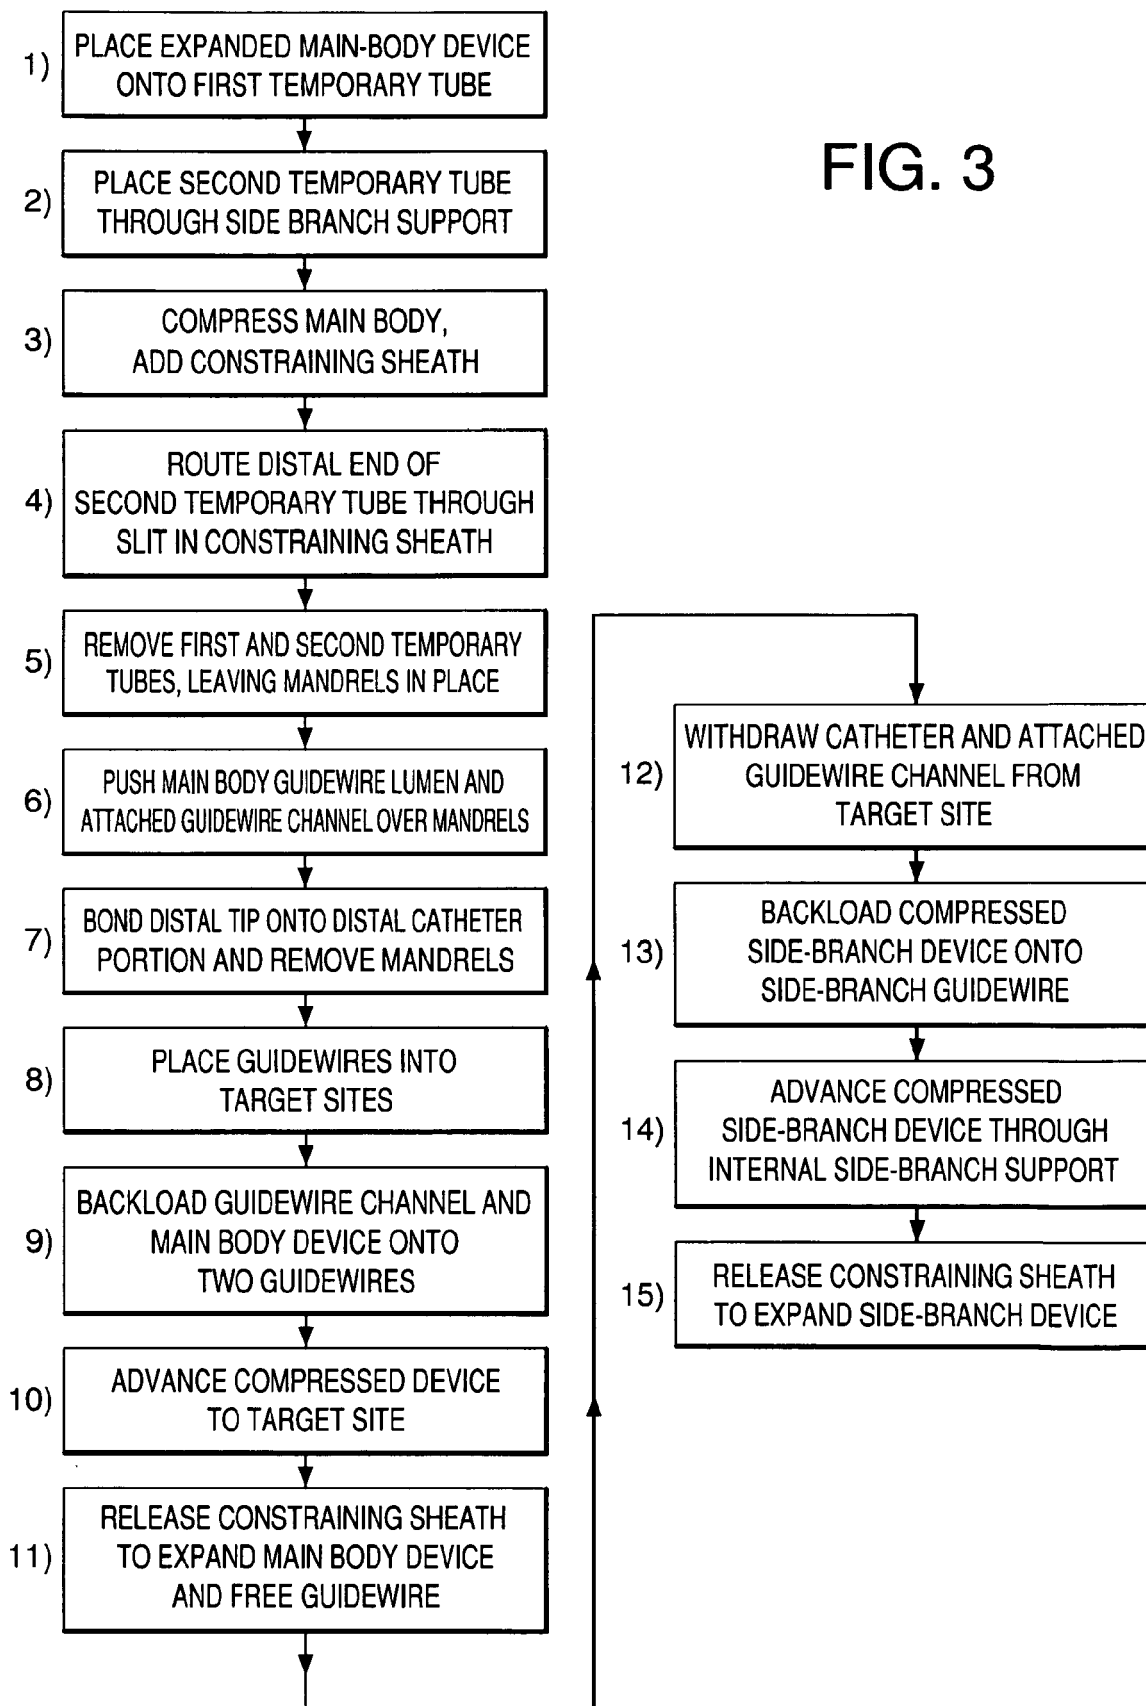 FIG. 3
1)
PLACE EXPANDED MAIN-BODY DEVICE
ONTO FIRST TEMPORARY TUBE
2)
PLACE SECOND TEMPORARY TUBE
THROUGH SIDE BRANCH SUPPORT
3)
COMPRESS MAIN BODY,
ADD CONSTRAINING SHEATH
4)
ROUTE DISTAL END OF
SECOND TEMPORARY TUBE THROUGH
SLIT IN CONSTRAINING SHEATH
5)
REMOVE FIRST AND SECOND TEMPORARY
TUBES, LEAVING MANDRELS IN PLACE
6)
PUSH MAIN BODY GUIDEWIRE LUMEN AND
ATTACHED GUIDEWIRE CHANNEL OVER MANDRELS
7)
BOND DISTAL TIP ONTO DISTAL CATHETER
PORTION AND REMOVE MANDRELS
8)
PLACE GUIDEWIRES INTO
TARGET SITES
9)
BACKLOAD GUIDEWIRE CHANNEL AND
MAIN BODY DEVICE ONTO
TWO GUIDEWIRES
10)
ADVANCE COMPRESSED DEVICE
TO TARGET SITE
11)
RELEASE CONSTRAINING SHEATH
TO EXPAND MAIN BODY DEVICE
AND FREE GUIDEWIRE
12)
WITHDRAW CATHETER AND ATTACHED
GUIDEWIRE CHANNEL FROM
TARGET SITE
13)
BACKLOAD COMPRESSED
SIDE-BRANCH DEVICE ONTO
SIDE-BRANCH GUIDEWIRE
14)
ADVANCE COMPRESSED
SIDE-BRANCH DEVICE THROUGH
INTERNAL SIDE-BRANCH SUPPORT
15)
RELEASE CONSTRAINING SHEATH
TO EXPAND SIDE-BRANCH DEVICE